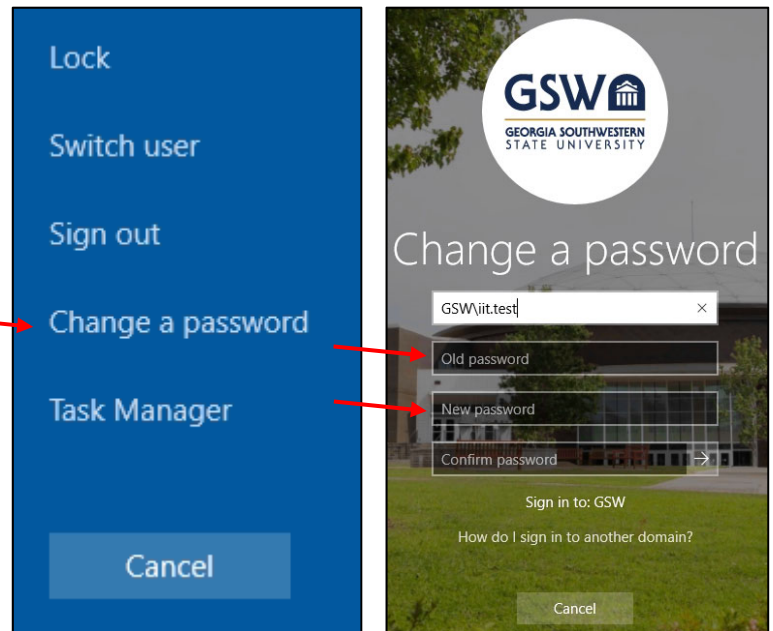 Lock
Switch user
Sign out
Change a password
Task Manager
Cancel
GSW
GEORGIA SOUTHWESTERN
STATE UNIVERSITY
Change a password
GSW\iit.test
Old password
New password
Confirm password
Sign in to: GSW
How do I sign in to another domain?
Cancel